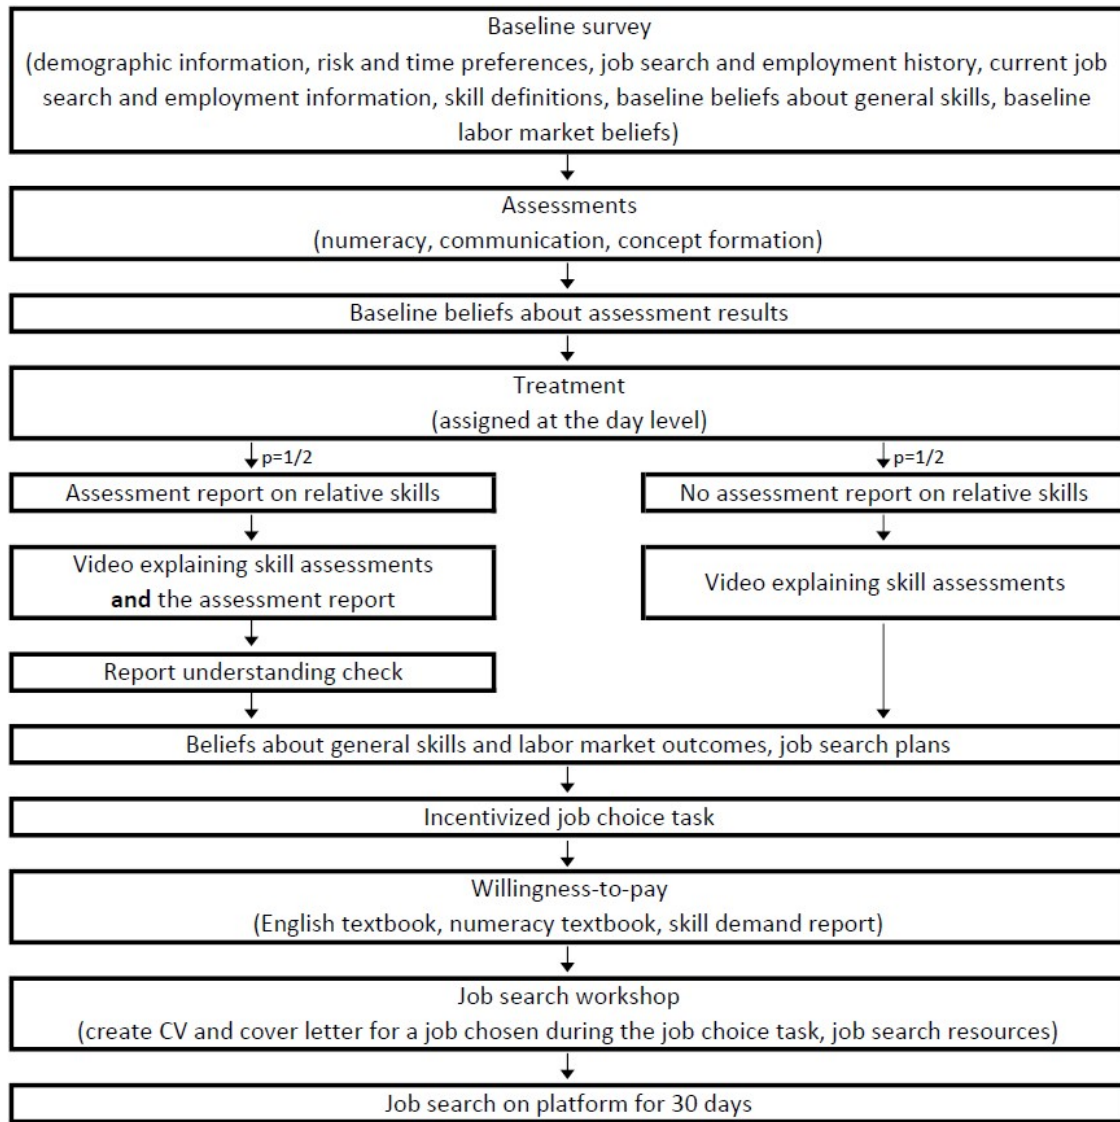 Baseline survey
(demographic information, risk and time preferences, job search and employment history, current job
search and employment information, skill definitions, baseline beliefs about general skills, baseline
labor market beliefs)
Assessments
(numeracy, communication, concept formation)
Baseline beliefs about assessment results
Treatment
(assigned at the day level)
p=1/2
p=1/2
Assessment report on relative skills
No assessment report on relative skills
Video explaining skill assessments
and the assessment report
Video explaining skill assessments
Report understanding check
Beliefs about general skills and labor market outcomes, job search plans
Incentivized job choice task
Willingness-to-pay
(English textbook, numeracy textbook, skill demand report)
Job search workshop
(create CV and cover letter for a job chosen during the job choice task, job search resources)
Job search on platform for 30 days